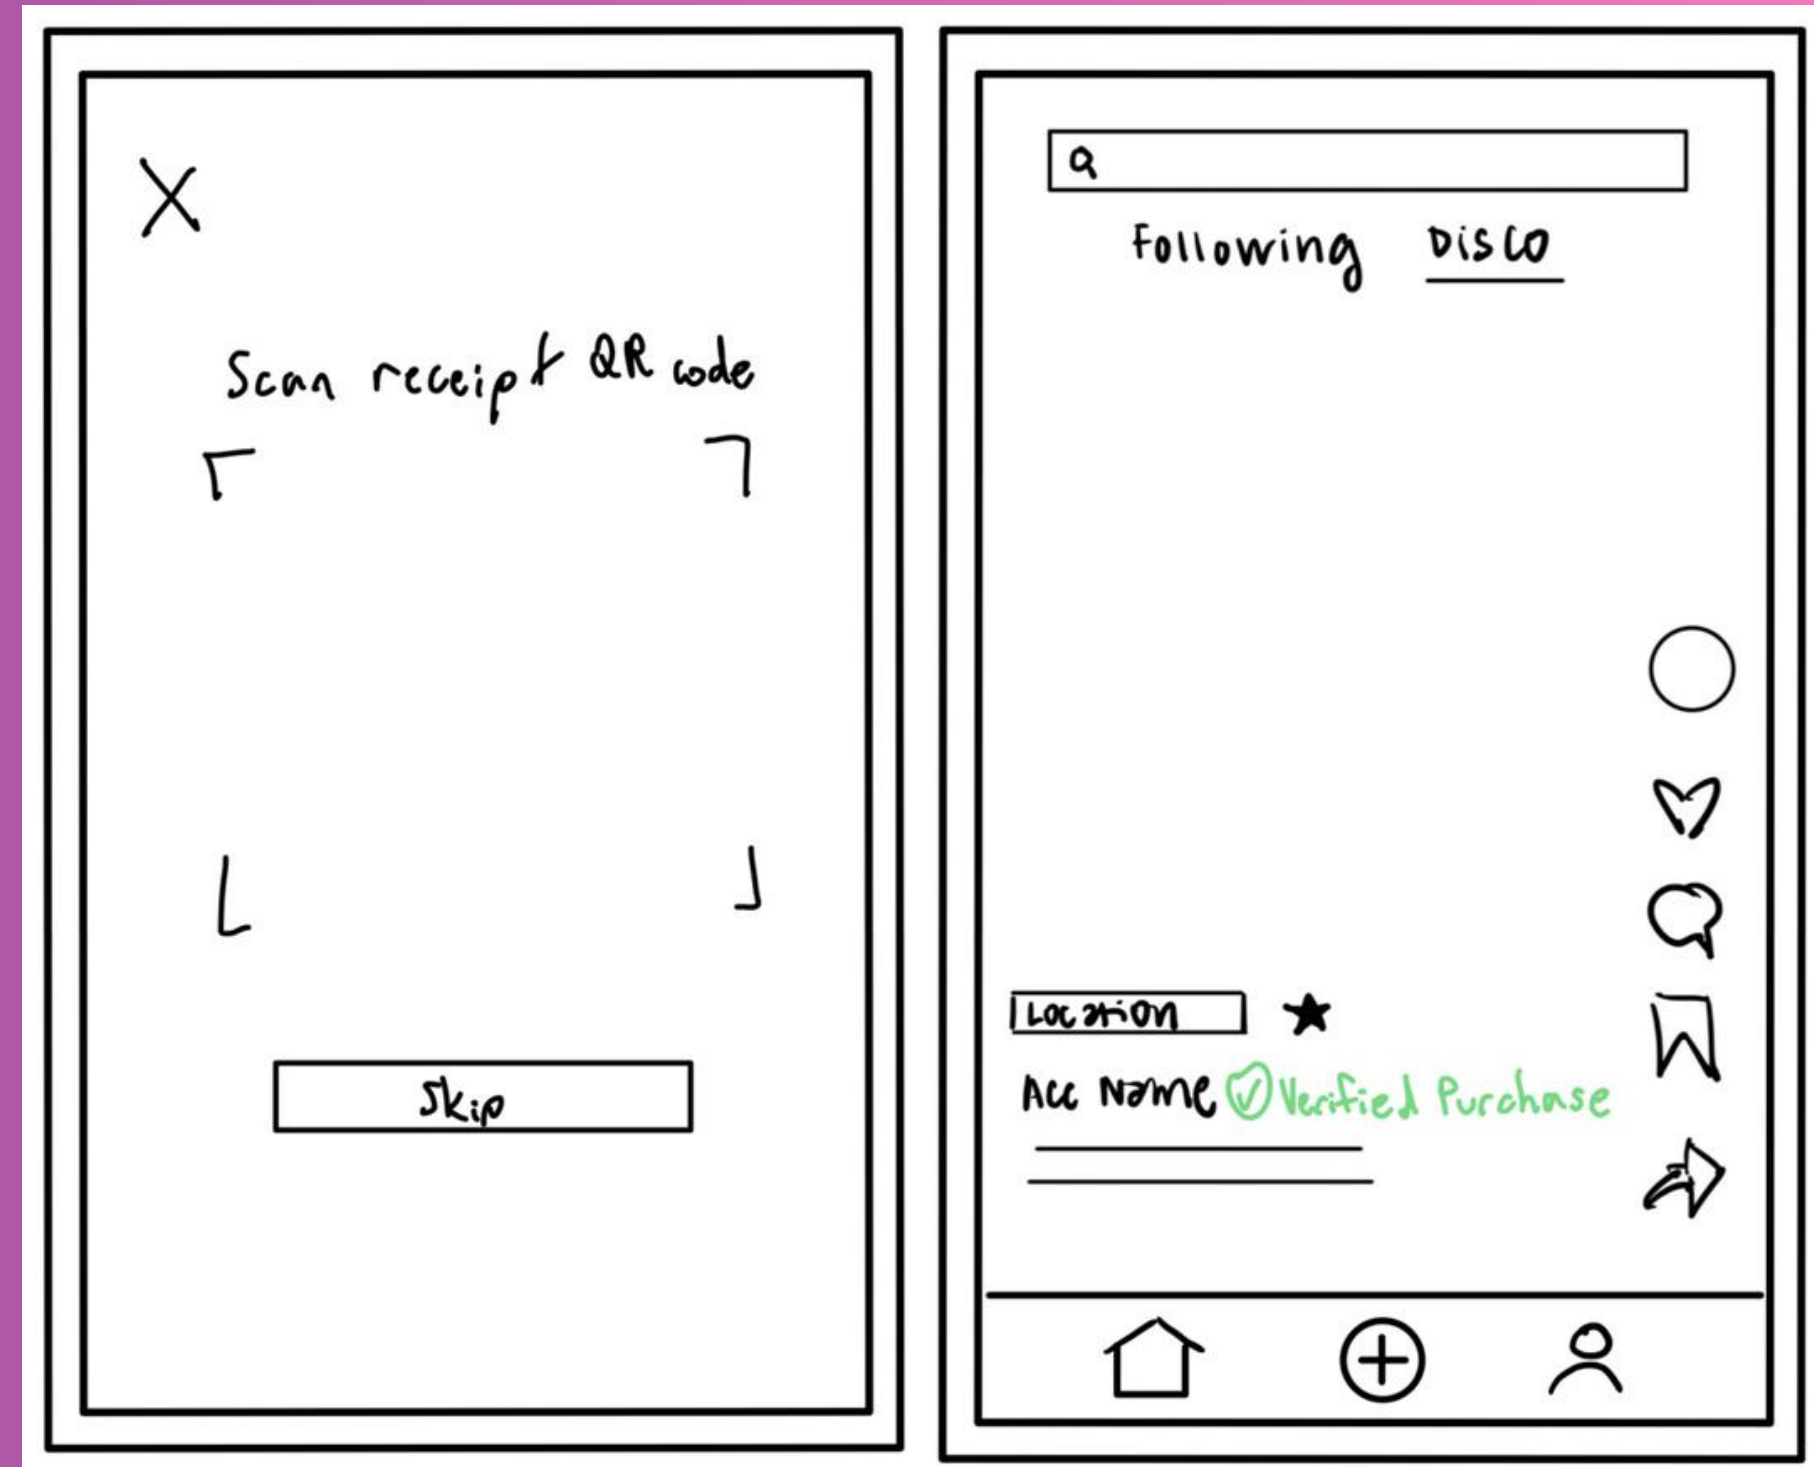 Scan receipt QR code
Skip
Following Disco
Location
Acc Name Verified Purchase